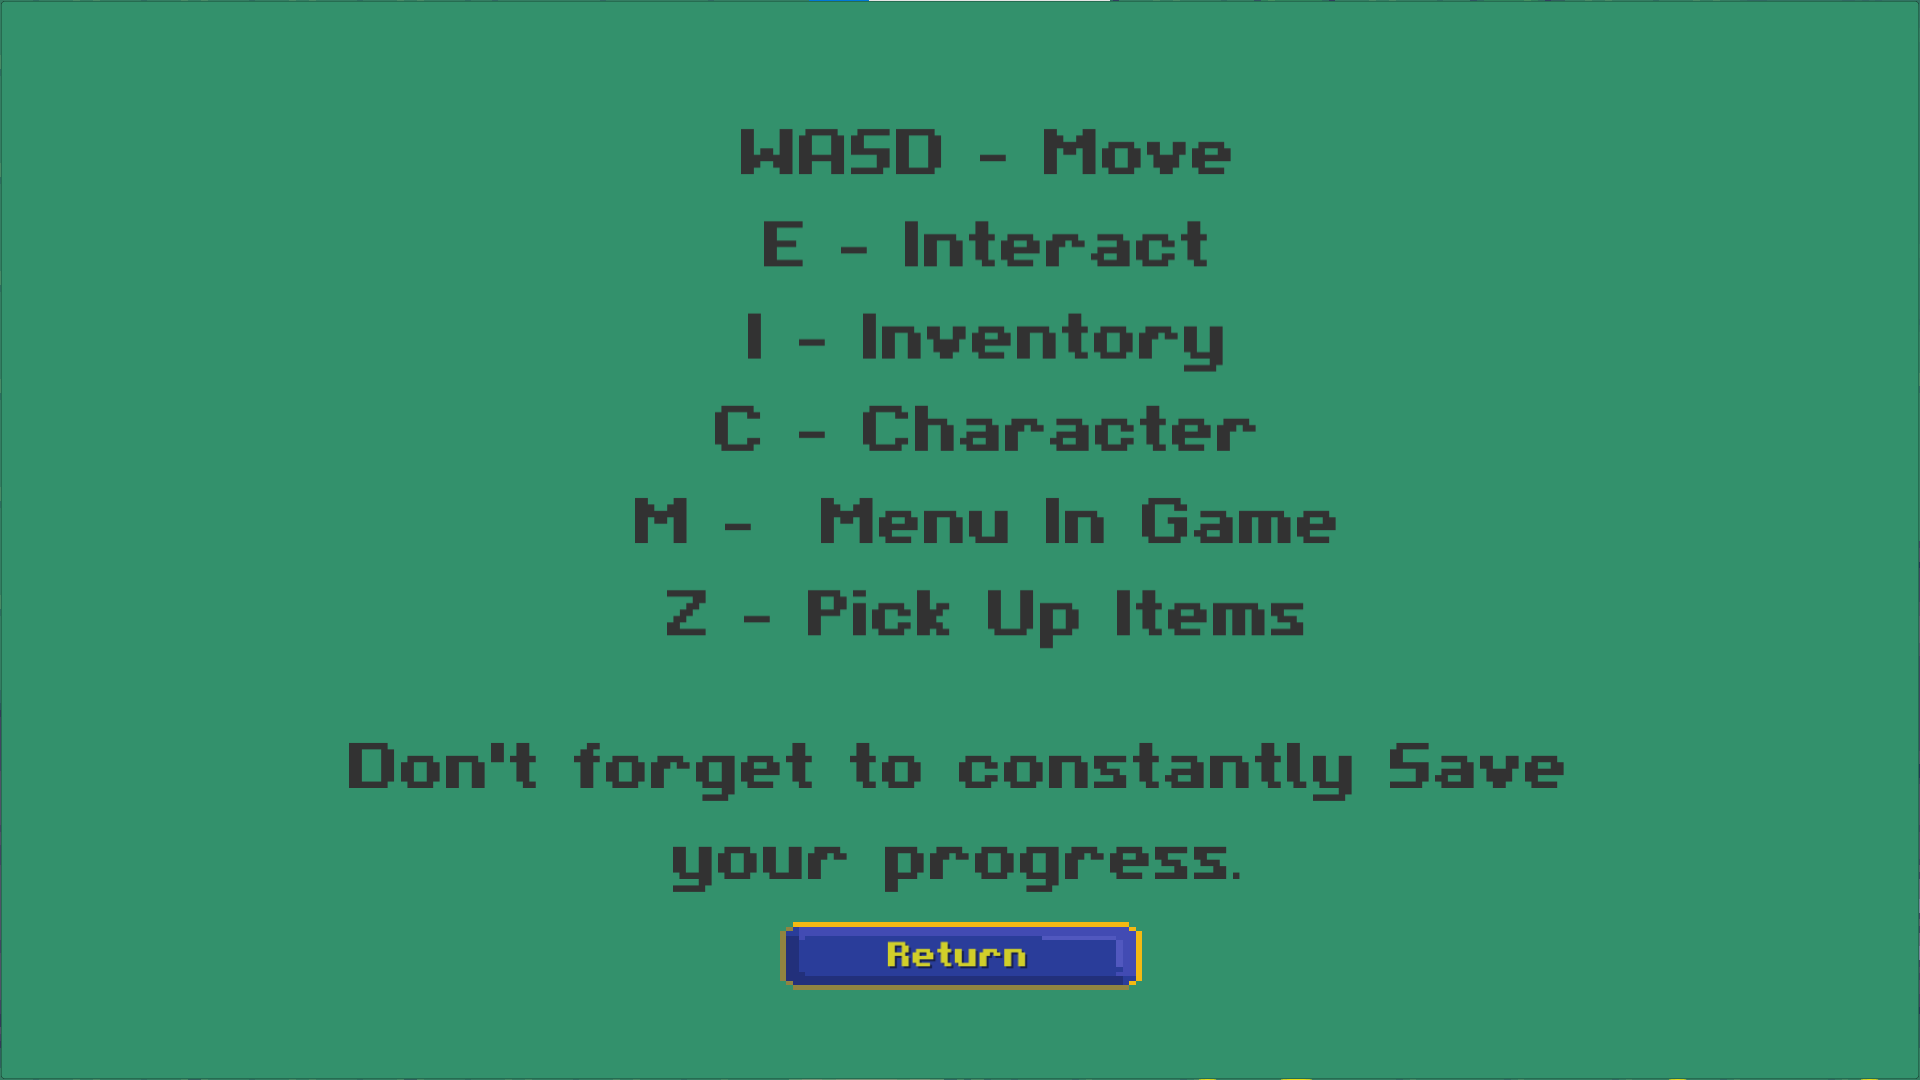 WASD - Move
E - Interact
I - Inventory
C - Character
M -  Menu In Game
Z - Pick Up Items
Don't forget to constantly Save
your progress.
Return